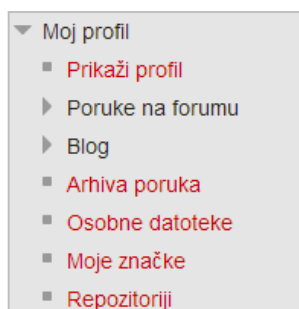 Moj profil
Prikaži profil
Poruke na forumu
Blog
Arhiva poruka
Osobne datoteke
Moje značke
Repozitoriji